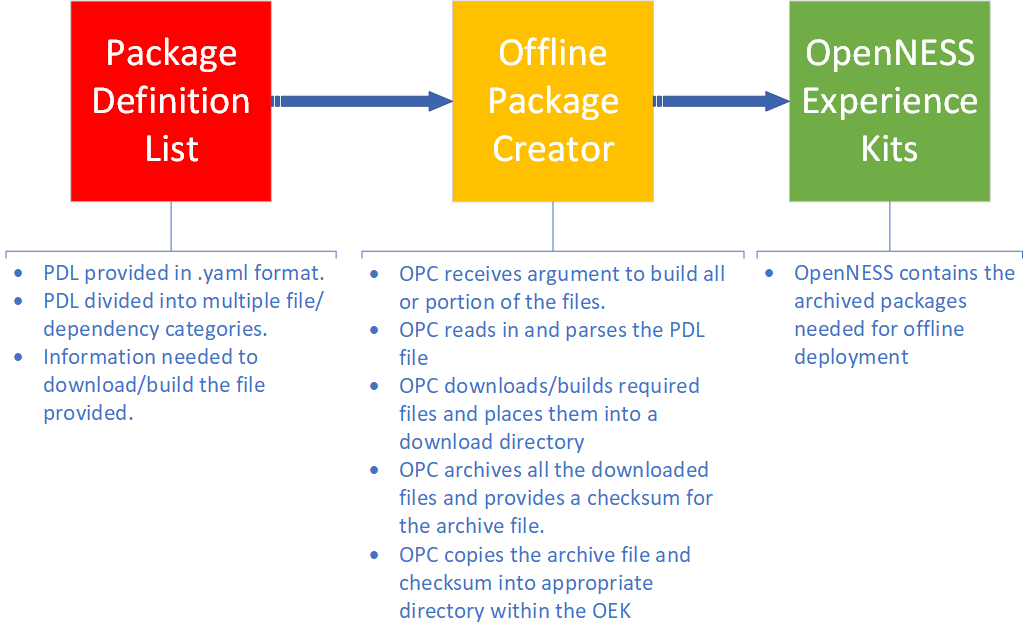 Package
Definition
List
Offline
Package
Creator
OpenNESS
Experience
Kits
• PDL provided in .yaml format.
• PDL divided into multiple file/
dependency categories.
• Information needed to
download/build the file
provided.
• OPC receives argument to build all
or portion of the files.
• OPC reads in and parses the PDL
file
• OPC downloads/builds required
files and places them into a
download directory
• OPC archives all the downloaded
files and provides a checksum for
the archive file.
• OPC copies the archive file and
checksum into appropriate
directory within the OEK
• OpenNESS contains the
archived packages
needed for offline
deployment